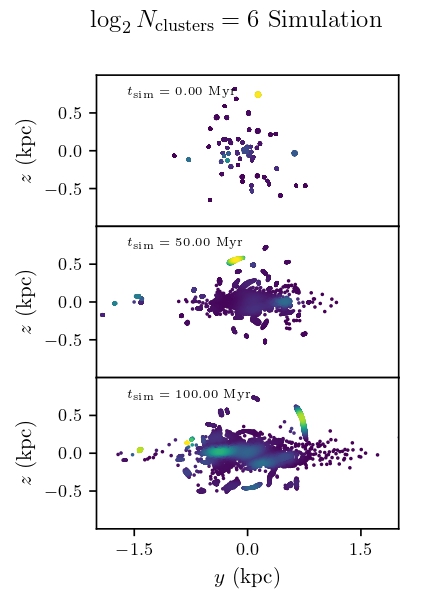 log₂ N_clusters = 6 Simulation
t_sim = 0.00 Myr
0.5
0.0
−0.5
z (kpc)
t_sim = 50.00 Myr
0.5
0.0
−0.5
z (kpc)
t_sim = 100.00 Myr
0.5
0.0
−0.5
z (kpc)
−1.5 0.0 1.5
y (kpc)